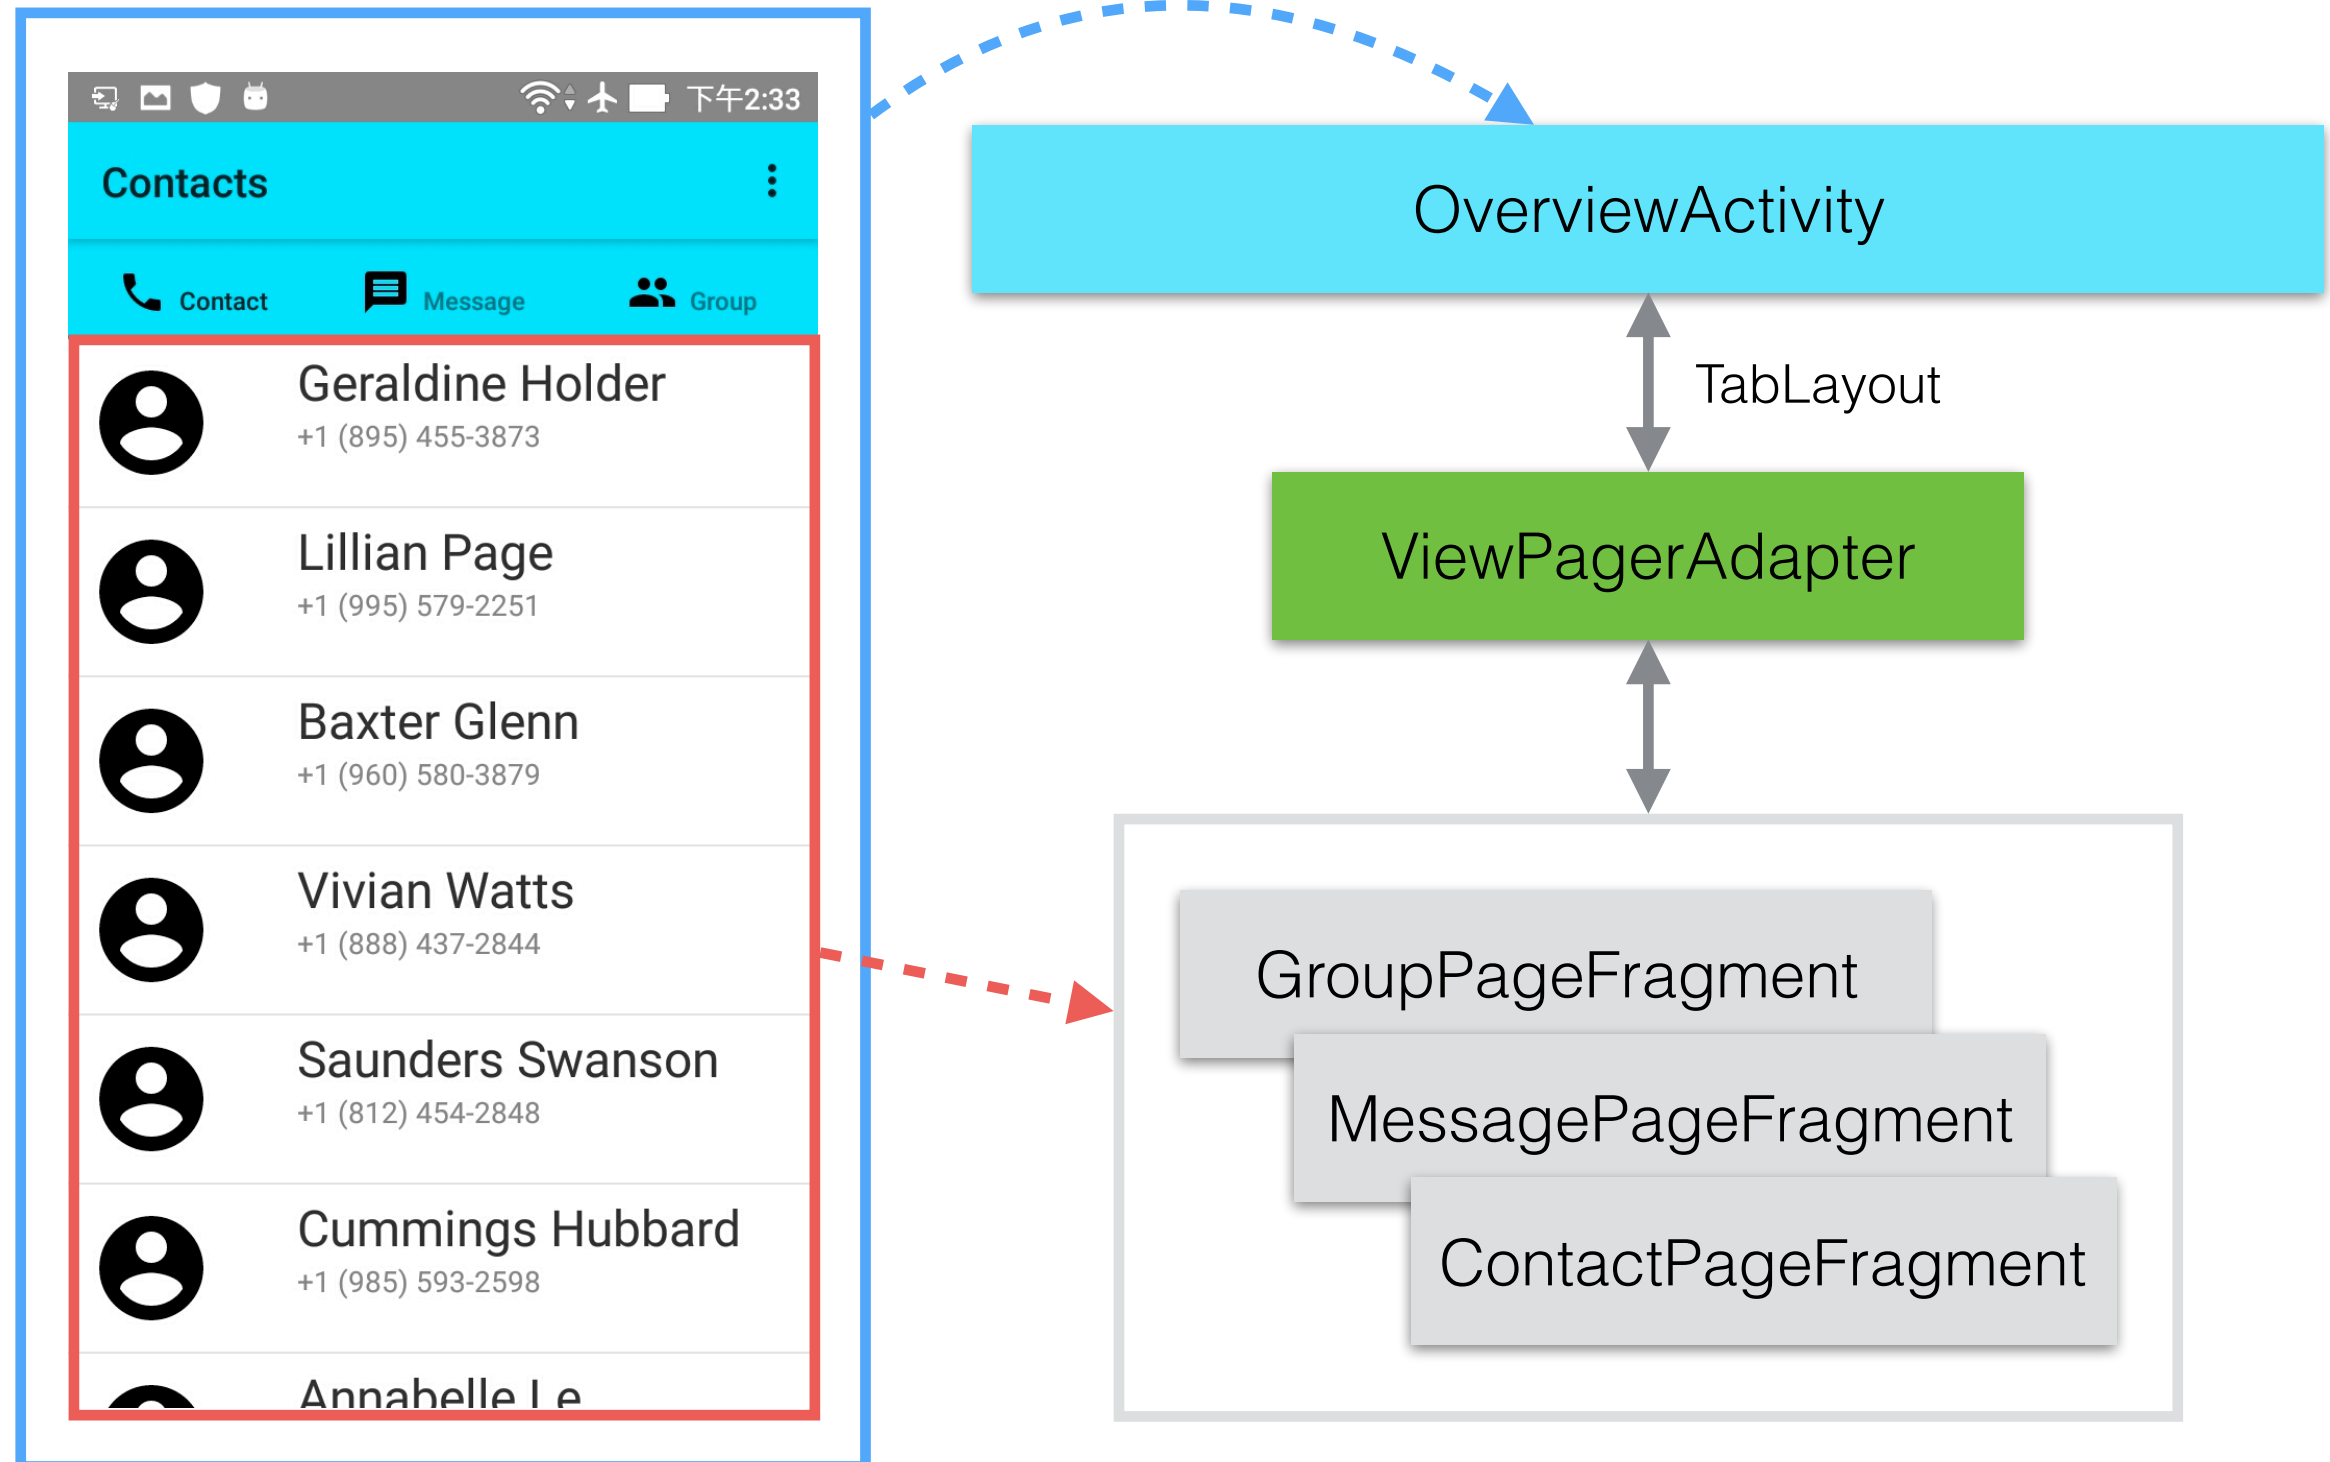 下午2:33
Contacts
Contact
Message
Group
Geraldine Holder
+1 (895) 455-3873
Lillian Page
+1 (995) 579-2251
Baxter Glenn
+1 (960) 580-3879
Vivian Watts
+1 (888) 437-2844
Saunders Swanson
+1 (812) 454-2848
Cummings Hubbard
+1 (985) 593-2598
Annabelle Le
OverviewActivity
TabLayout
ViewPagerAdapter
GroupPageFragment
MessagePageFragment
ContactPageFragment